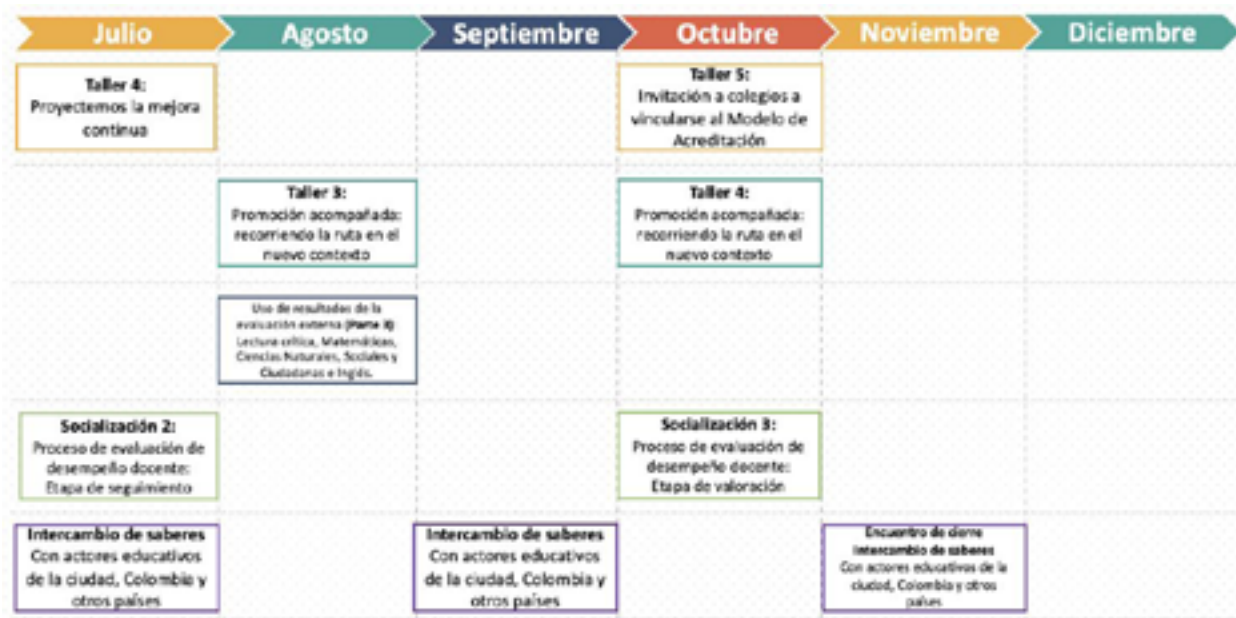 Julio
Agosto
Septiembre
Octubre
Noviembre
Diciembre
Taller 4:
Proyectemos la mejora
continua
Taller 5:
Invitación a colegios a
vincularse al Modelo de
Acreditación
Taller 3:
Promoción acompañada:
recorriendo la ruta en el
nuevo contexto
Taller 4:
Promoción acompañada:
recorriendo la ruta en el
nuevo contexto
Uso de resultados de la
evaluación externa (Parte 3)
Lectura crítica, Matemáticas,
Ciencias Naturales, Sociales y
Ciudadanas e Inglés.
Socialización 2:
Proceso de evaluación de
desempeño docente:
Etapa de seguimiento
Socialización 3:
Proceso de evaluación de
desempeño docente:
Etapa de valoración
Intercambio de saberes
Con actores educativos
de la ciudad, Colombia y
otros países
Intercambio de saberes
Con actores educativos
de la ciudad, Colombia y
otros países
Encuentro de cierre
Intercambio de saberes
Con actores educativos de la
ciudad, Colombia y otros
países